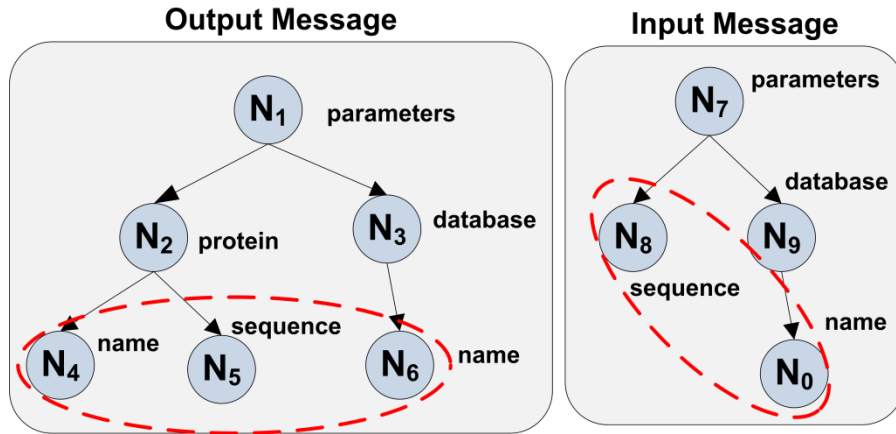 Output Message
N1
parameters
N2
protein
N3
database
N4
name
N5
sequence
N6
name
Input Message
N7
parameters
N8
sequence
N9
database
N0
name